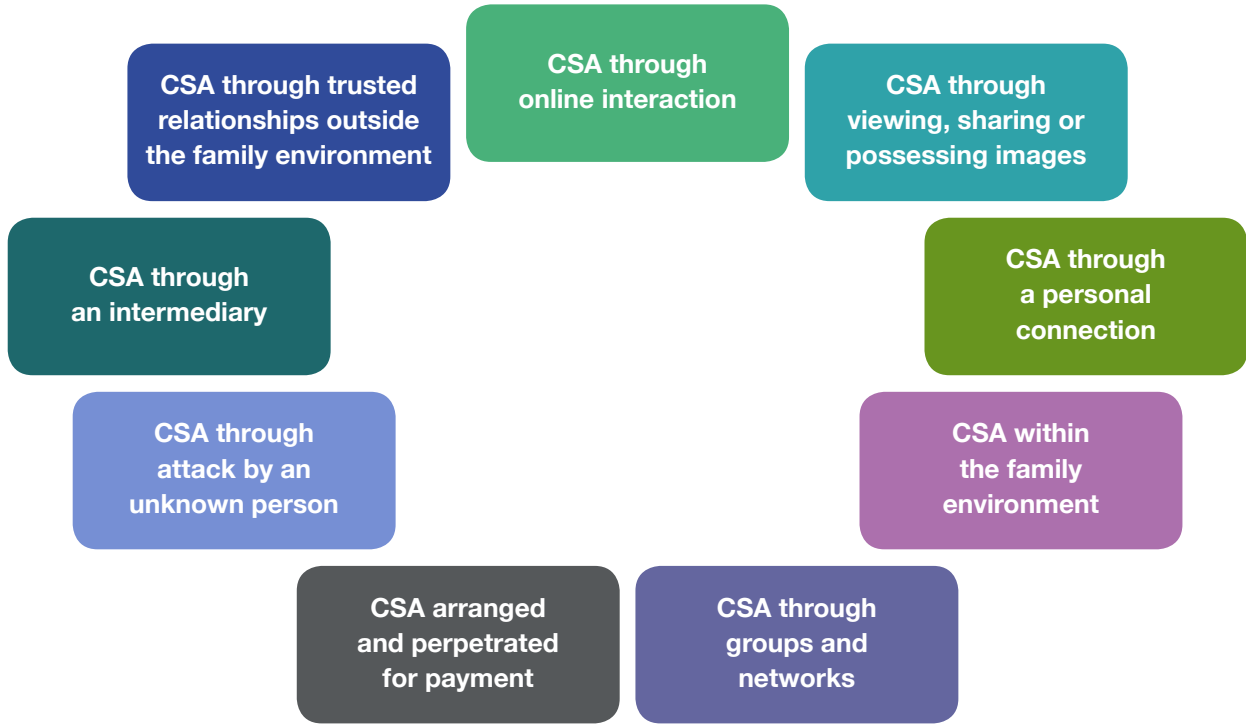 CSA through
online interaction
CSA through trusted
relationships outside
the family environment
CSA through
viewing, sharing or
possessing images
CSA through
an intermediary
CSA through
a personal
connection
CSA through
attack by an
unknown person
CSA within
the family
environment
CSA arranged
and perpetrated
for payment
CSA through
groups and
networks